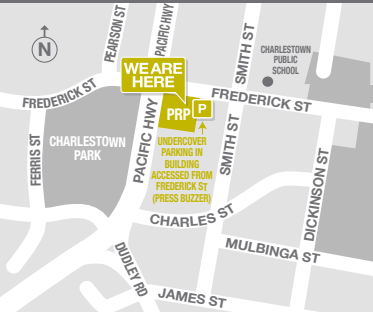 PEARSON ST
PACIFIC HWY
SMITH ST
N
CHARLESTOWN
PUBLIC
SCHOOL
WE ARE
HERE
FREDERICK ST
P
FREDERICK ST
PRP
FERRIS ST
CHARLESTOWN
PARK
PACIFIC HWY
UNDERCOVER
PARKING IN
BUILDING
ACCESSED FROM
FREDERICK ST
(PRESS BUZZER)
SMITH ST
DICKINSON ST
CHARLES ST
MULBINGA ST
DUDLEY RD
JAMES ST